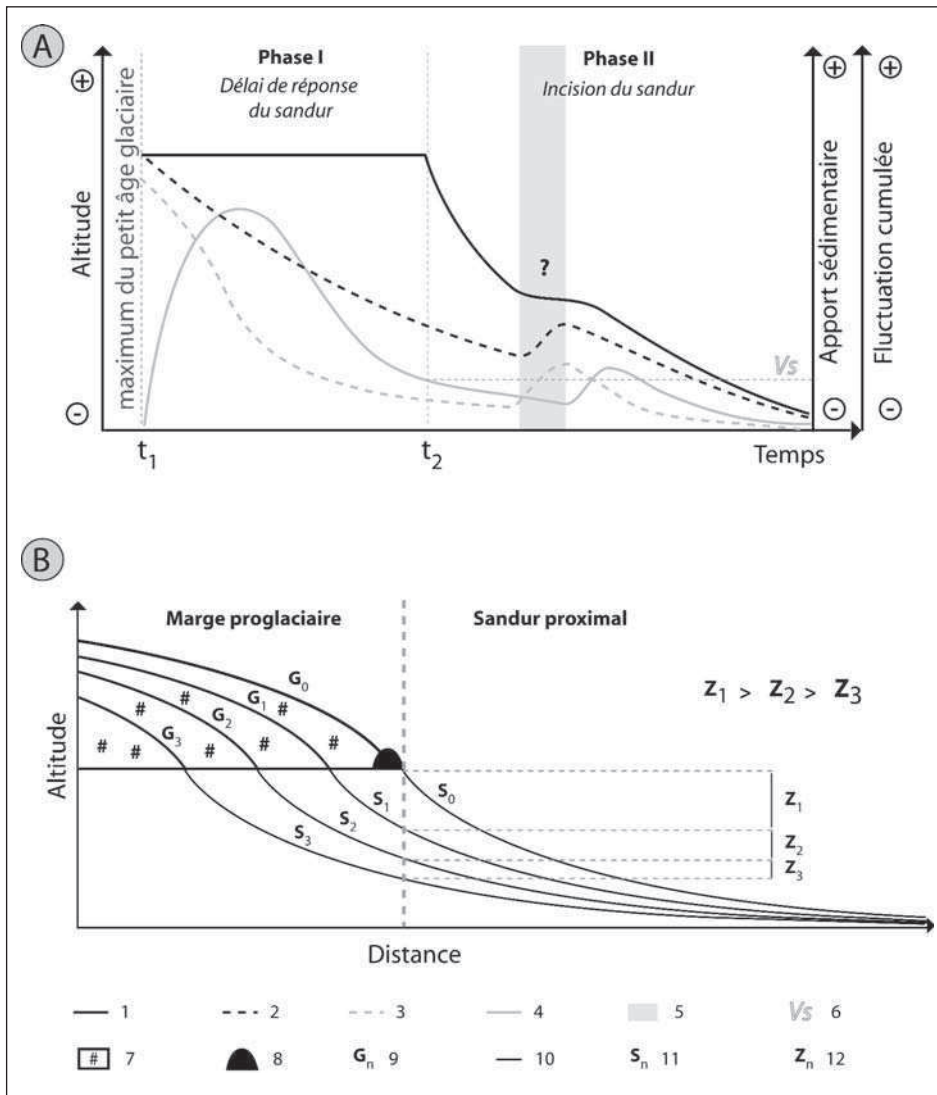 A
Phase I
Délai de réponse
du sandur
Phase II
Incision du sandur
+
-
Altitude
maximum du petit âge glaciaire
?
Vs
+
-
Apport sédimentaire
+
-
Fluctuation cumulée
t1
t2
Temps
B
Marge proglaciaire
Sandur proximal
Altitude
G0
G1
G2
G3
# # #
# # # # #
S0
S1
S2
S3
Z1 > Z2 > Z3
Z1
Z2
Z3
Distance
1 2 3 4 5 Vs 6
# 7 8 Gn 9 10 Sn 11 Zn 12